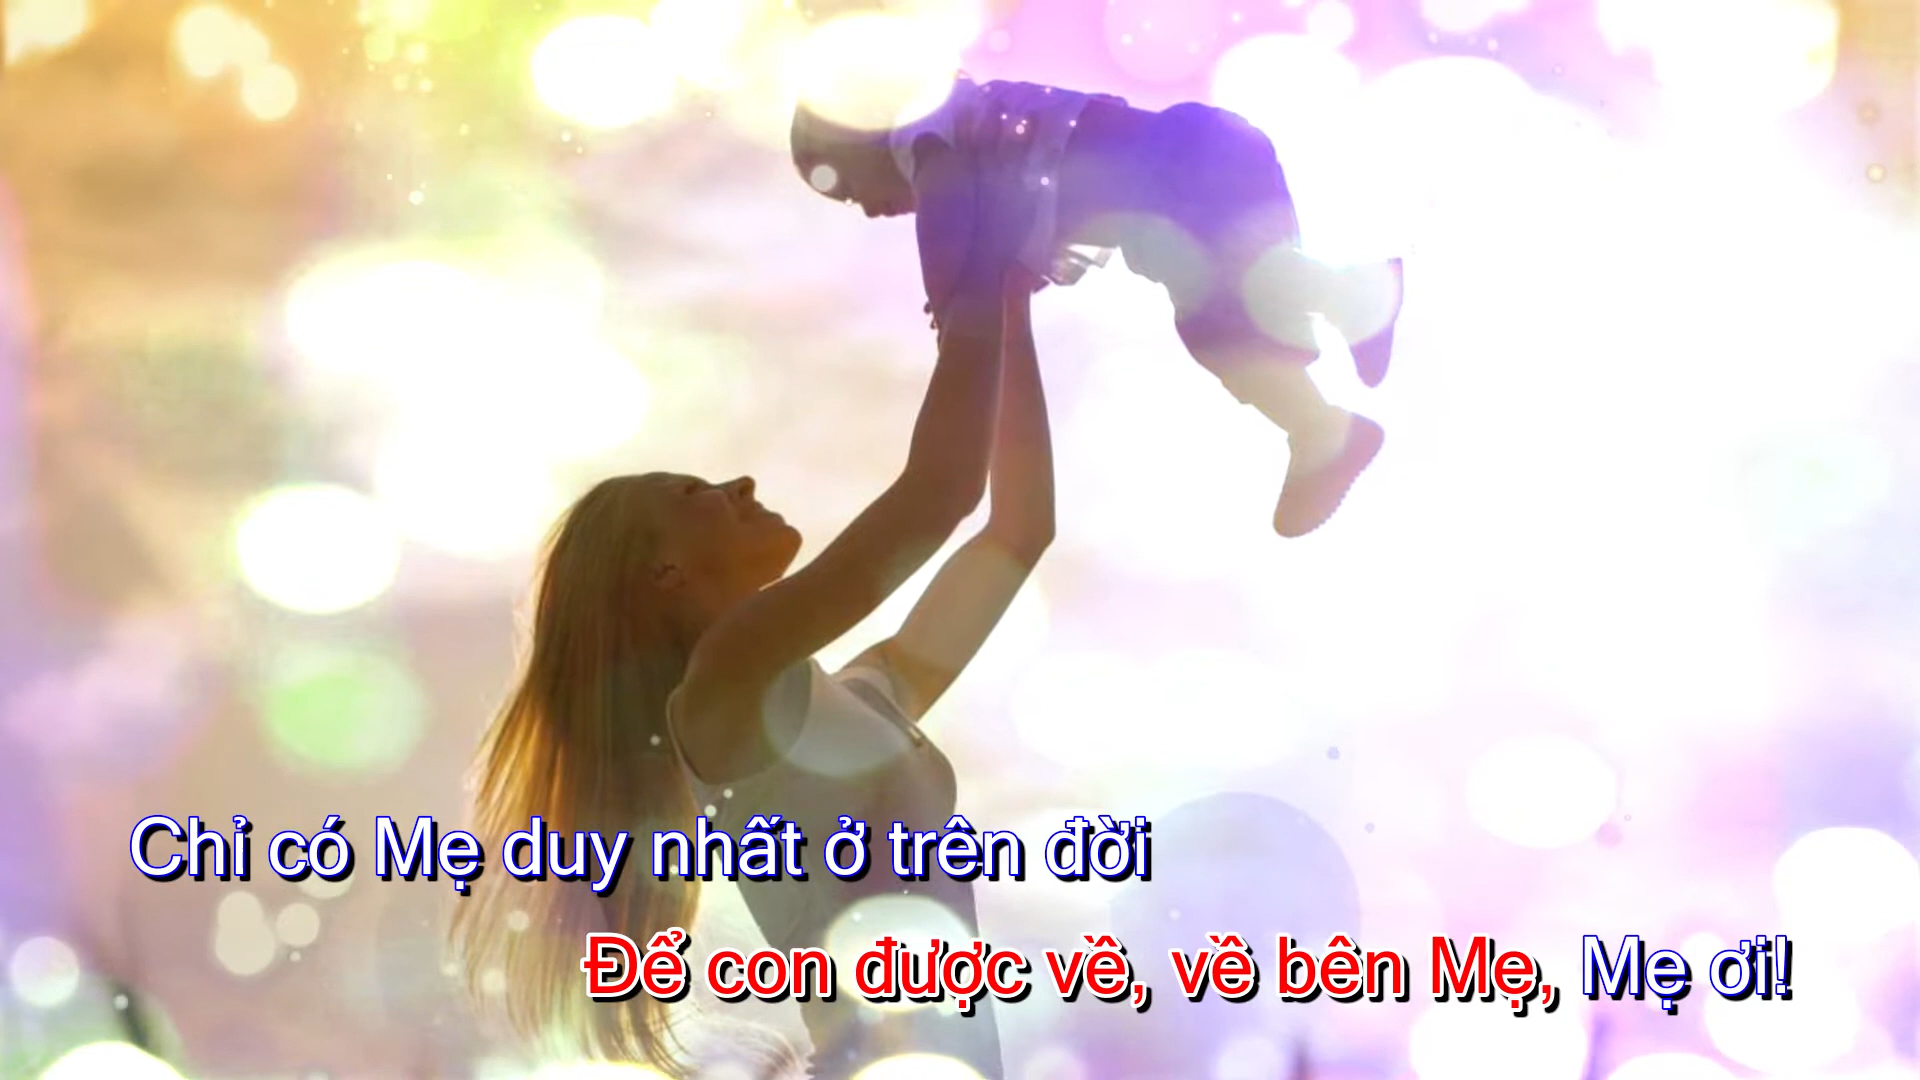 Chỉ có Mẹ duy nhất ở trên đời
Để con được về, về bên Mẹ, Mẹ ơi!